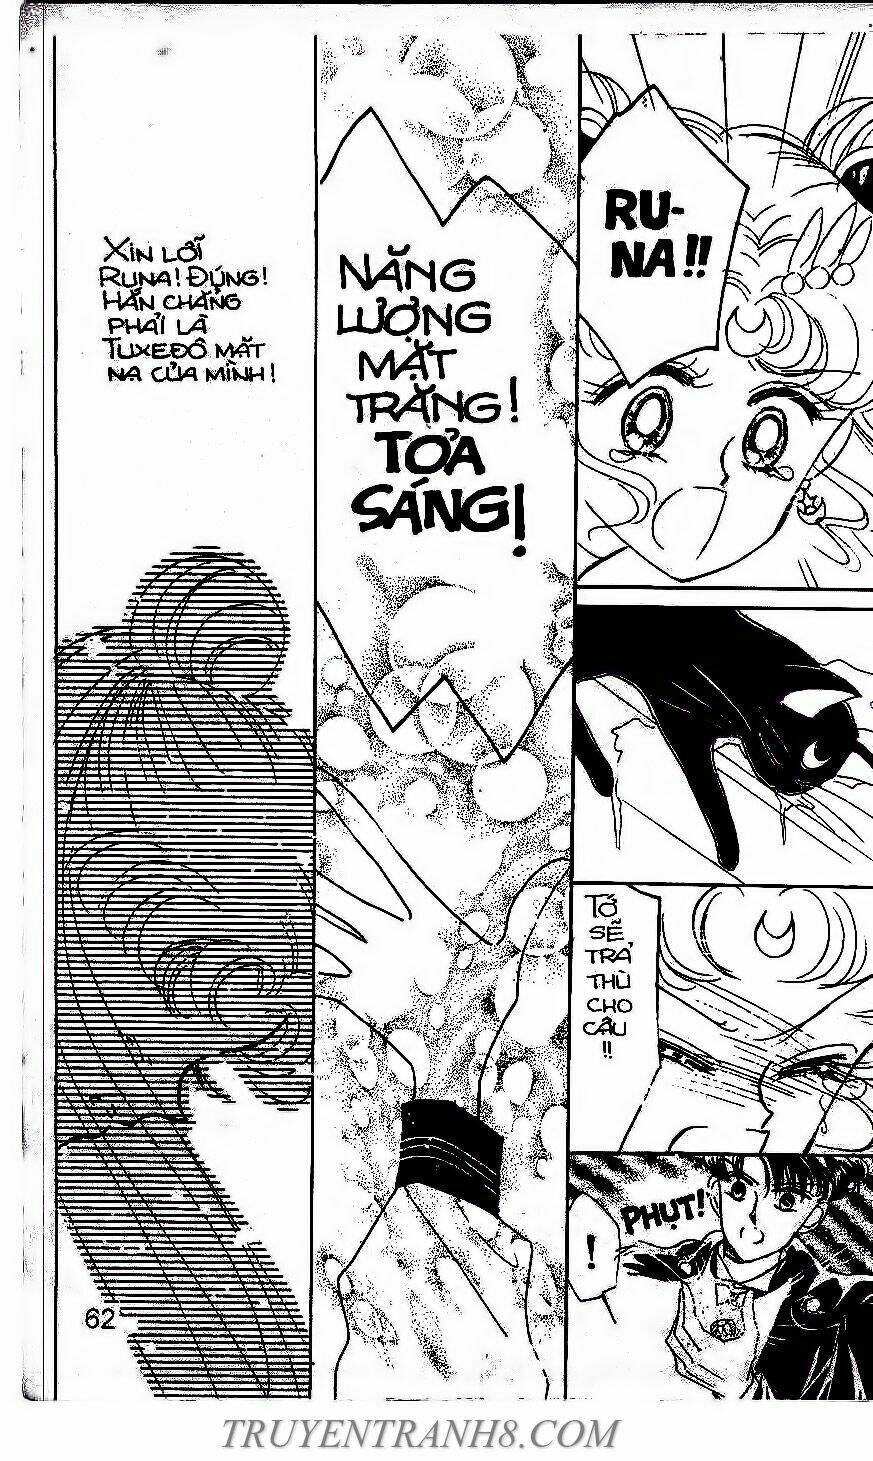 RU-
NA!!
TỚ
SẼ
TRẢ
THÙ
CHO
CẬU
!!
PHỤT!
!
NĂNG
LƯỢNG
MẶT
TRĂNG!
TỎA
SÁNG!
XIN LỖI
RUNA! ĐÚNG!
HẮN CHẲNG
PHẢI LÀ
TUXEĐÔ MẶT
NẠ CỦA MÌNH!
62
TRUYENTRANH8.COM